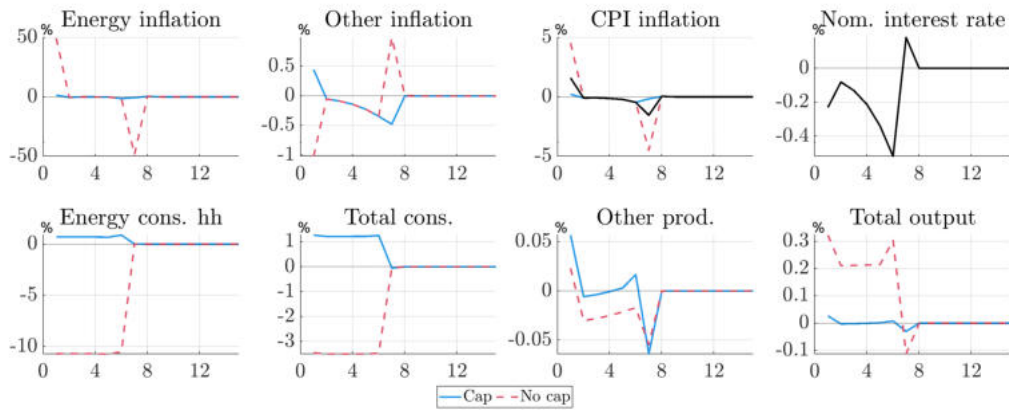 Energy inflation
%
50
0
-50
0 4 8 12
Other inflation
%
0.5
0
-0.5
-1
0 4 8 12
CPI inflation
%
5
0
-5
0 4 8 12
Nom. interest rate
%
0
-0.2
-0.4
0 4 8 12
Energy cons. hh
%
0
-5
-10
0 4 8 12
Total cons.
%
1
0
-1
-2
-3
0 4 8 12
Other prod.
%
0.05
0
-0.05
0 4 8 12
Total output
%
0.3
0.2
0.1
0
-0.1
0 4 8 12
Cap No cap